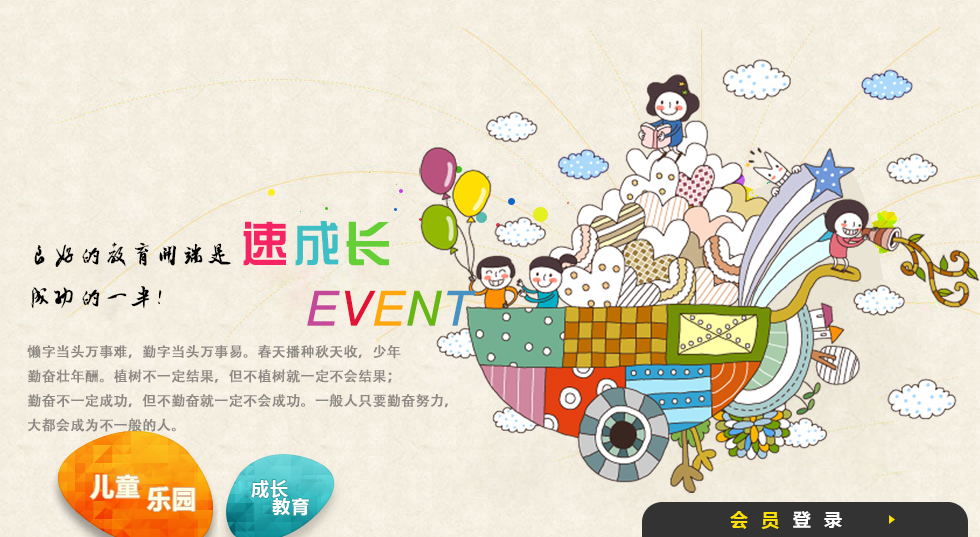 良好的教育开端是
速成长
成功的一半！
EVENT
懒字当头万事难，勤字当头万事易。春天播种秋天收，少年
勤奋壮年酬。植树不一定结果，但不植树就一定不会结果；
勤奋不一定成功，但不勤奋就一定不会成功。一般人只要勤奋努力，
大都会成为不一般的人。
儿童
乐园
成长
教育
会员登录